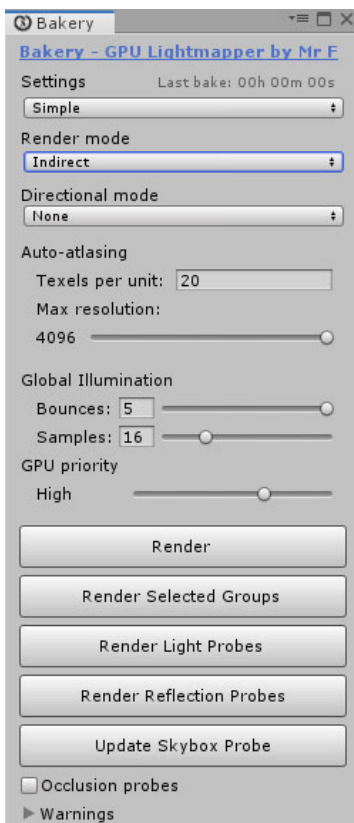 Bakery
Bakery - GPU Lightmapper by Mr F
Settings Last bake: 00h 00m 00s
Simple
Render mode
Indirect
Directional mode
None
Auto-atlasing
Texels per unit: 20
Max resolution:
4096
Global Illumination
Bounces: 5
Samples: 16
GPU priority
High
Render
Render Selected Groups
Render Light Probes
Render Reflection Probes
Update Skybox Probe
Occlusion probes
Warnings